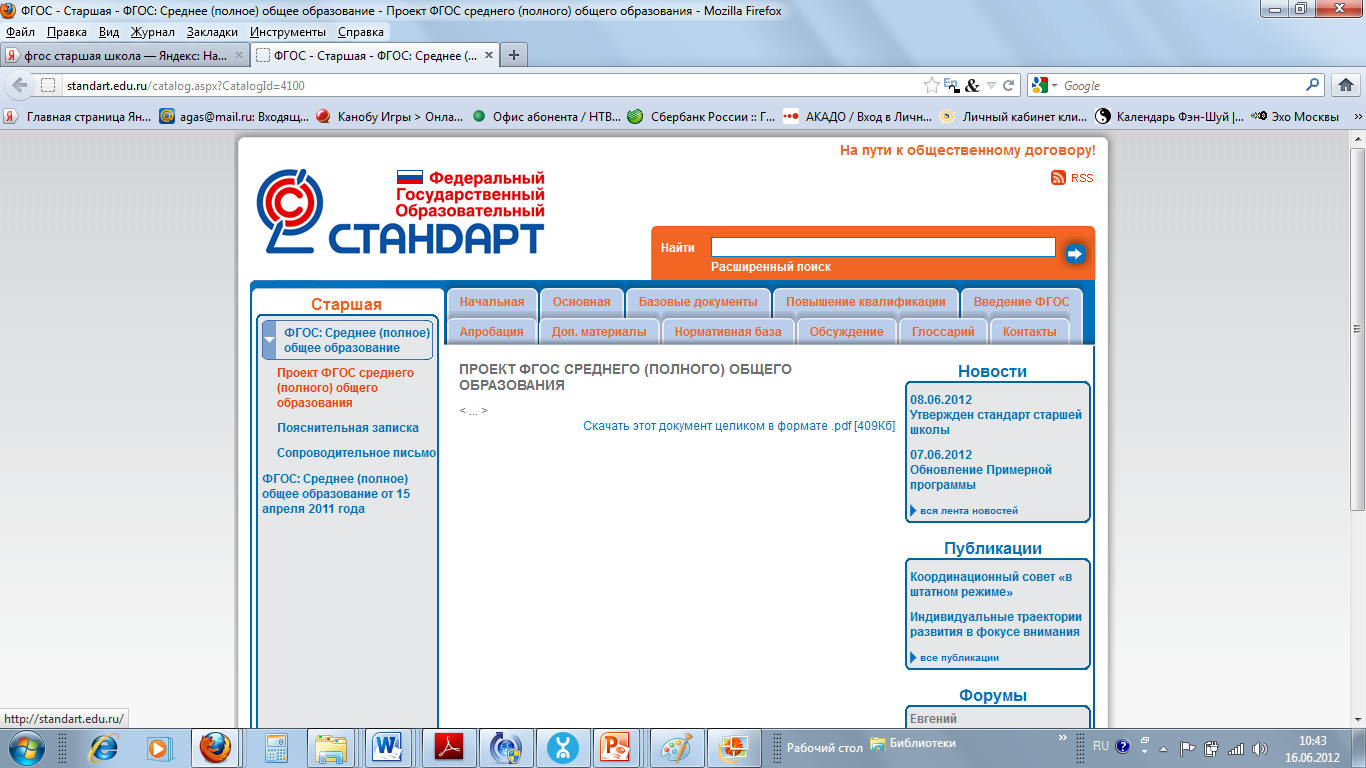 ФГОС - Старшая - ФГОС: Среднее (полное) общее образование - Проект ФГОС среднего (полного) общего образования - Mozilla Firefox
Файл Правка Вид Журнал Закладки Инструменты Справка
фгос старшая школа — Яндекс: На... ФГОС - Старшая - ФГОС: Среднее (...
standart.edu.ru/catalog.aspx?CatalogId=4100
Google
Главная страница Ян... agas@mail.ru: Входящ... Канобу Игры > Онла... Офис абонента / НТВ... Сбербанк России :: Г... АКАДО / Вход в Личн... Личный кабинет кли... Календарь Фэн-Шуй |... Эхо Москвы »
На пути к общественному договору!
RSS
Федеральный
Государственный
Образовательный
СТАНДАРТ
Найти
Расширенный поиск
Старшая
ФГОС: Среднее (полное)
общее образование
Проект ФГОС среднего
(полного) общего
образования
Пояснительная записка
Сопроводительное письмо
ФГОС: Среднее (полное)
общее образование от 15
апреля 2011 года
Начальная Основная Базовые документы Повышение квалификации Введение ФГОС
Апробация Доп. материалы Нормативная база Обсуждение Глоссарий Контакты
ПРОЕКТ ФГОС СРЕДНЕГО (ПОЛНОГО) ОБЩЕГО
ОБРАЗОВАНИЯ
< ... >
Скачать этот документ целиком в формате .pdf [409Кб]
Новости
08.06.2012
Утвержден стандарт старшей
школы
07.06.2012
Обновление Примерной
программы
вся лента новостей
Публикации
Координационный совет «в
штатном режиме»
Индивидуальные траектории
развития в фокусе внимания
все публикации
Форумы
Евгений
http://standart.edu.ru/
Рабочий стол Библиотеки »
RU
10:43
16.06.2012